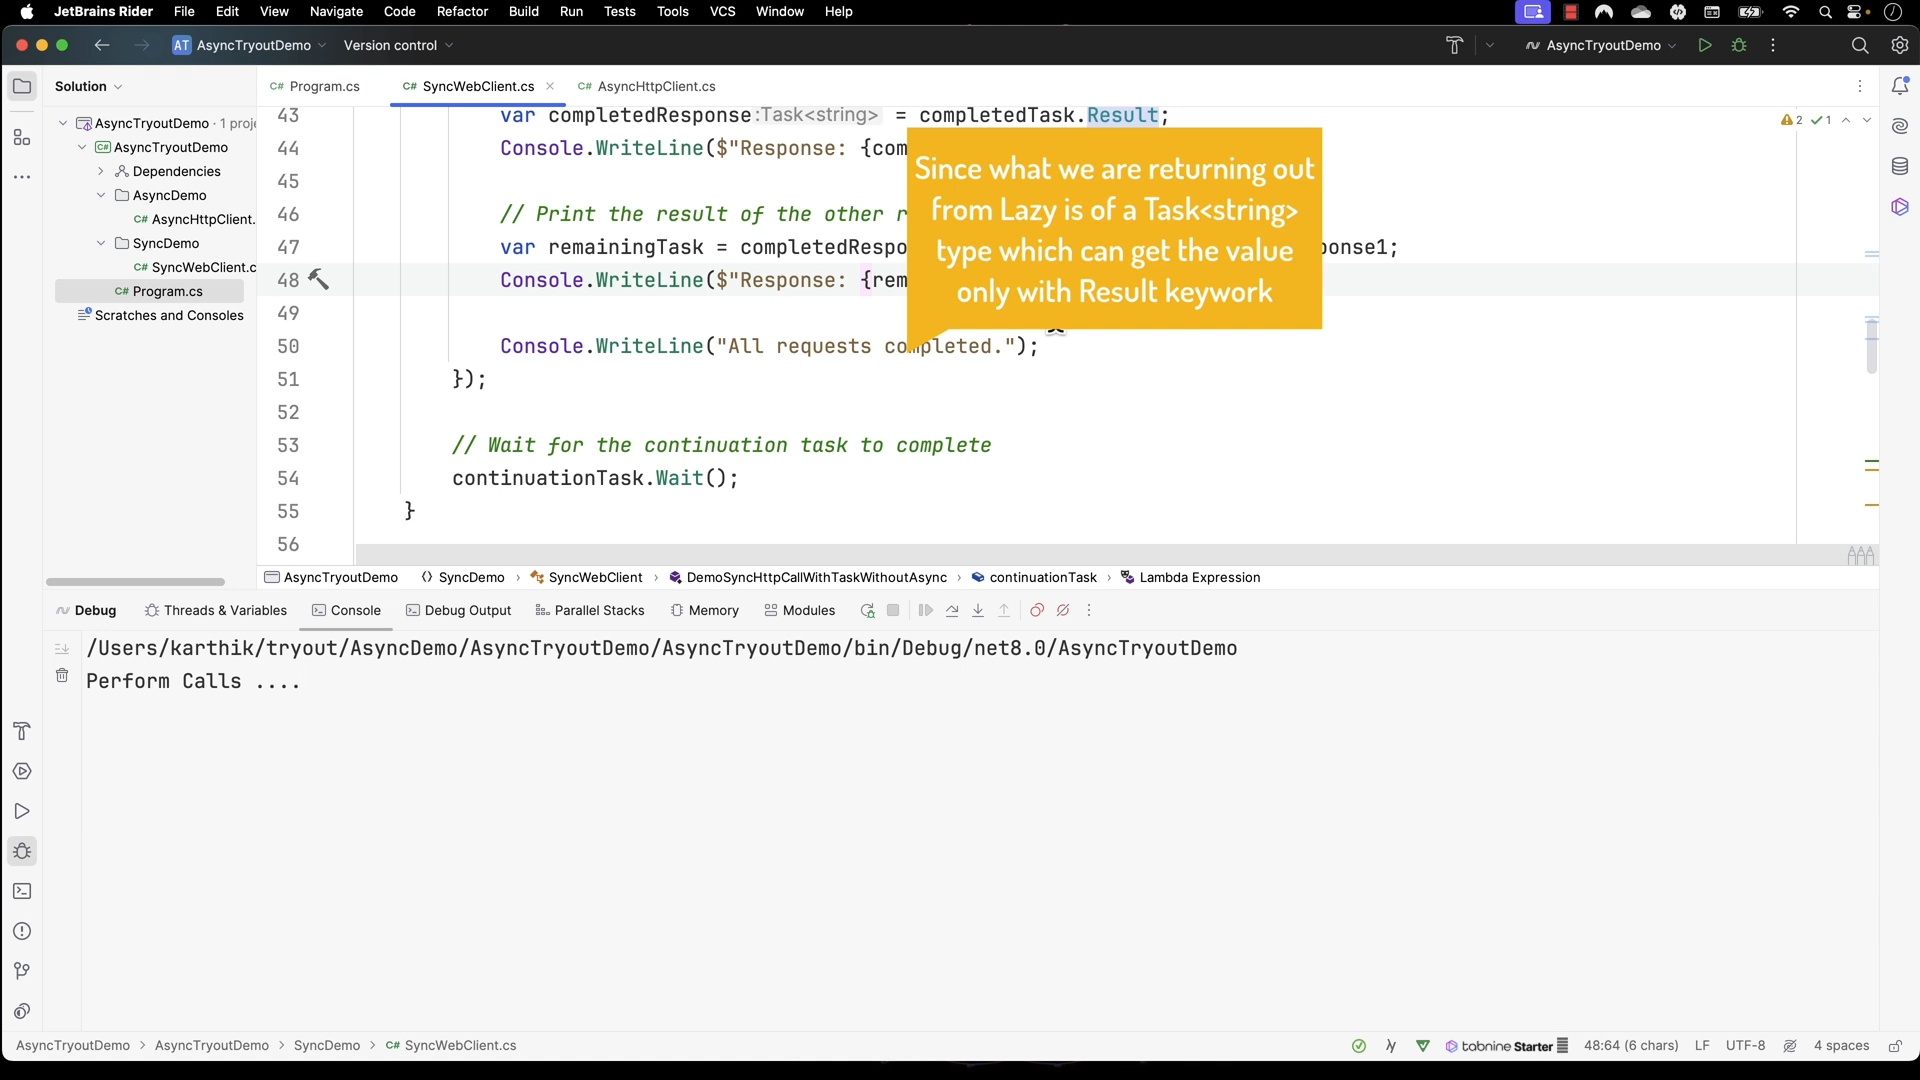 JetBrains Rider File Edit View Navigate Code Refactor Build Run Tests Tools VCS Window Help
AT AsyncTryoutDemo Version control AsyncTryoutDemo
Solution
C# Program.cs C# SyncWebClient.cs C# AsyncHttpClient.cs
AsyncTryoutDemo · 1 proje
C# AsyncTryoutDemo
Dependencies
AsyncDemo
C# AsyncHttpClient.
SyncDemo
C# SyncWebClient.c
C# Program.cs
Scratches and Consoles
2 1
43 var completedResponse :Task<string> = completedTask.Result;
44 Console.WriteLine($"Response: {com
45
46 // Print the result of the other r
47 var remainingTask = completedRespo onse1;
48 Console.WriteLine($"Response: {rem
49
50 Console.WriteLine("All requests completed.");
51 });
52
53 // Wait for the continuation task to complete
54 continuationTask.Wait();
55 }
56
Since what we are returning out
from Lazy is of a Task<string>
type which can get the value
only with Result keywork
AsyncTryoutDemo SyncDemo › SyncWebClient › DemoSyncHttpCallWithTaskWithoutAsync › continuationTask › Lambda Expression
Debug Threads & Variables Console Debug Output Parallel Stacks Memory Modules
/Users/karthik/tryout/AsyncDemo/AsyncTryoutDemo/AsyncTryoutDemo/bin/Debug/net8.0/AsyncTryoutDemo
Perform Calls ....
AsyncTryoutDemo › AsyncTryoutDemo › SyncDemo › C# SyncWebClient.cs tabnine Starter 48:64 (6 chars) LF UTF-8 4 spaces